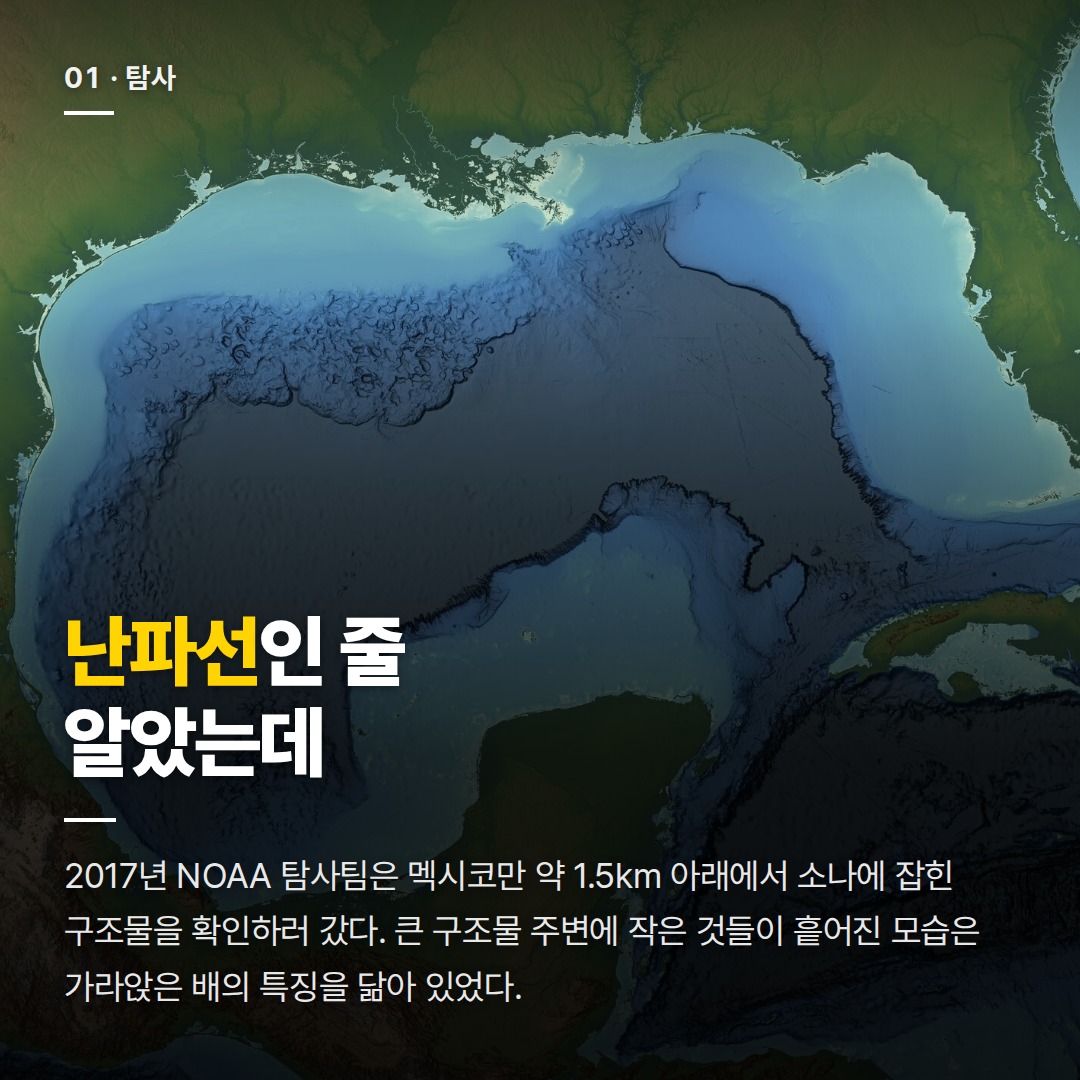 01 · 탐사
난파선인 줄
알았는데
2017년 NOAA 탐사팀은 멕시코만 약 1.5km 아래에서 소나에 잡힌
구조물을 확인하러 갔다. 큰 구조물 주변에 작은 것들이 흩어진 모습은
가라앉은 배의 특징을 닮아 있었다.